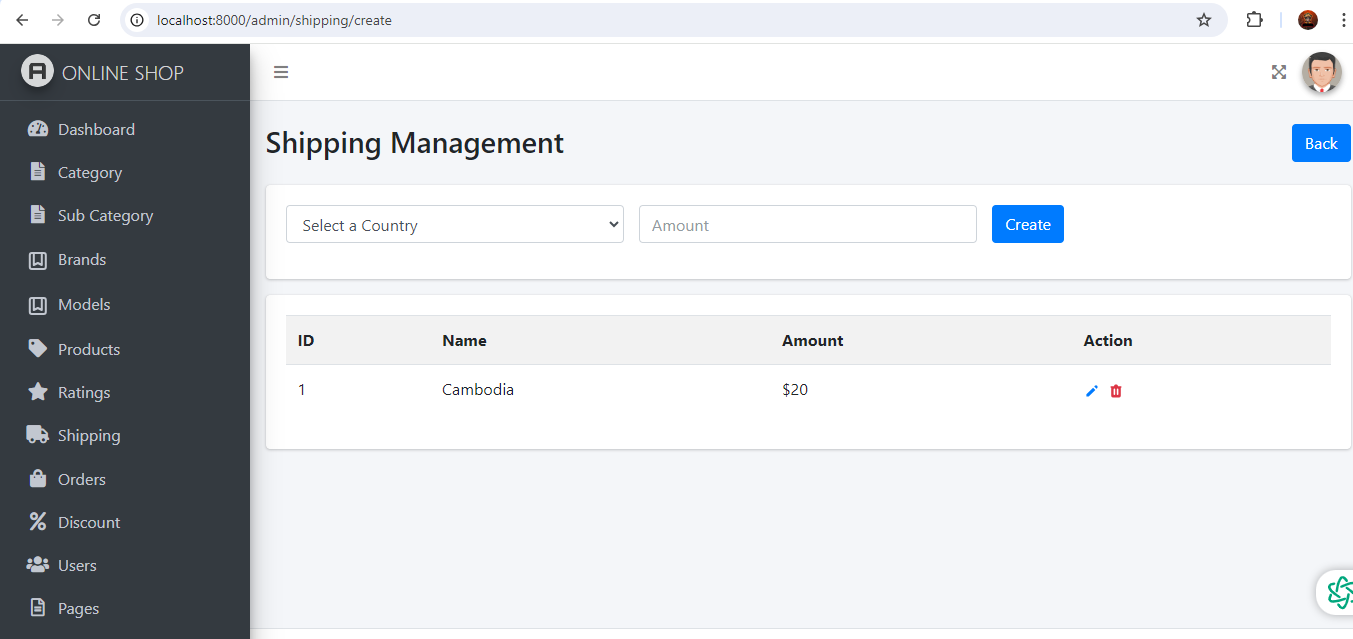 localhost:8000/admin/shipping/create
ONLINE SHOP
Dashboard
Category
Sub Category
Brands
Models
Products
Ratings
Shipping
Orders
Discount
Users
Pages
Shipping Management
Back
Select a Country
Amount
Create
ID Name Amount Action
1 Cambodia $20